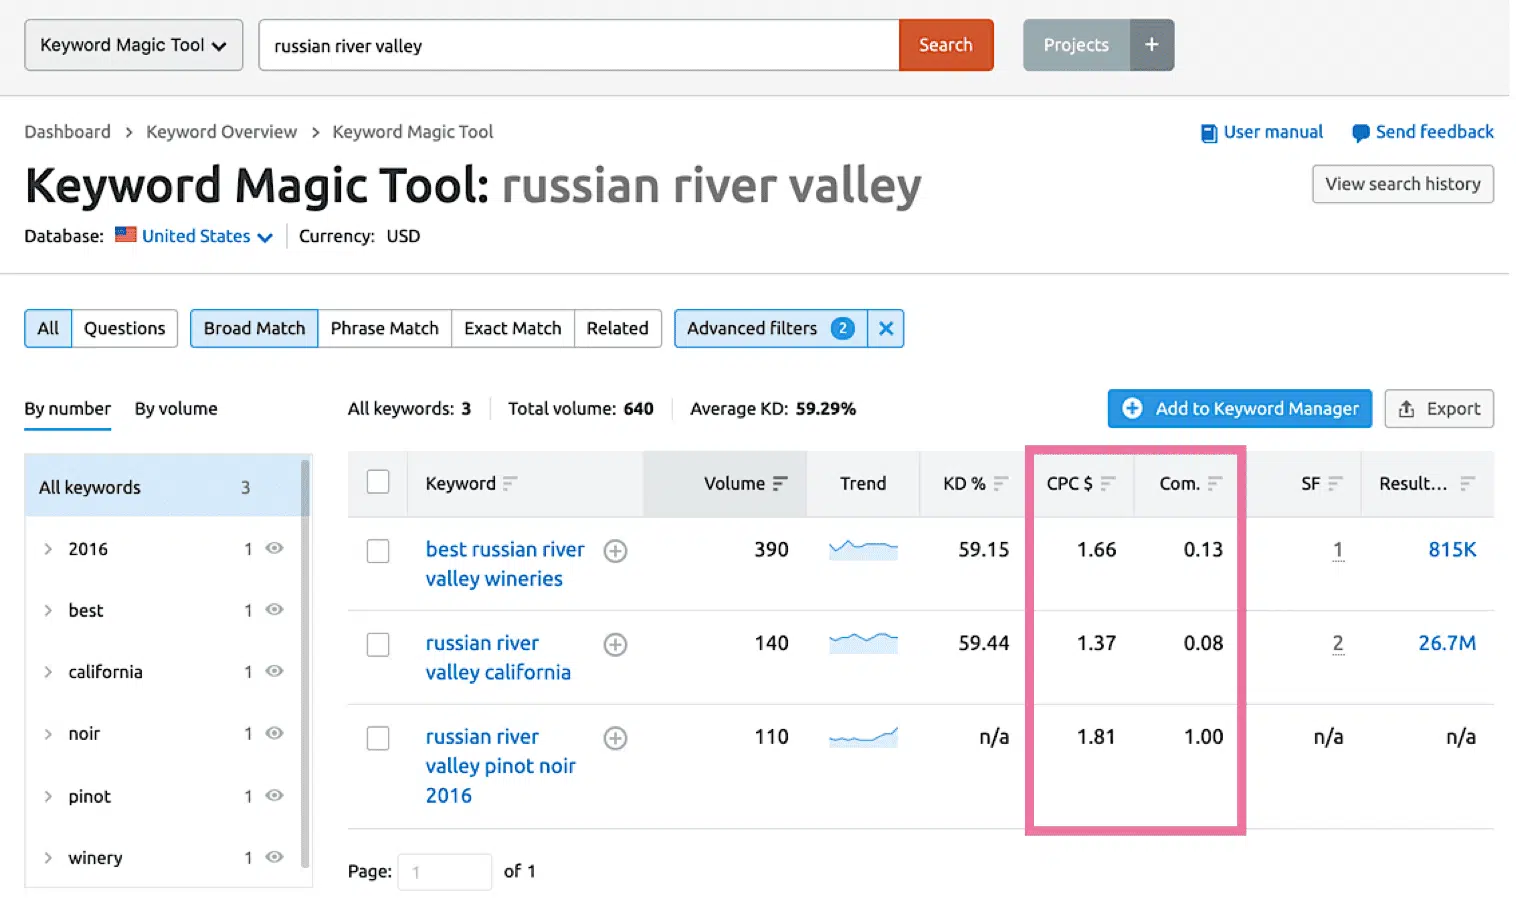 Keyword Magic Tool
russian river valley
Search
Projects
+
Dashboard > Keyword Overview > Keyword Magic Tool
User manual
Send feedback
Keyword Magic Tool: russian river valley
View search history
Database: United States
Currency: USD
All
Questions
Broad Match
Phrase Match
Exact Match
Related
Advanced filters 2
By number
By volume
All keywords: 3
Total volume: 640
Average KD: 59.29%
Add to Keyword Manager
Export
All keywords 3
2016 1
best 1
california 1
noir 1
pinot 1
winery 1
Keyword Volume Trend KD % CPC $ Com. SF Result...
best russian river
valley wineries
390 59.15 1.66 0.13 1 815K
russian river
valley california
140 59.44 1.37 0.08 2 26.7M
russian river
valley pinot noir
2016
110 n/a 1.81 1.00 n/a n/a
Page: 1 of 1